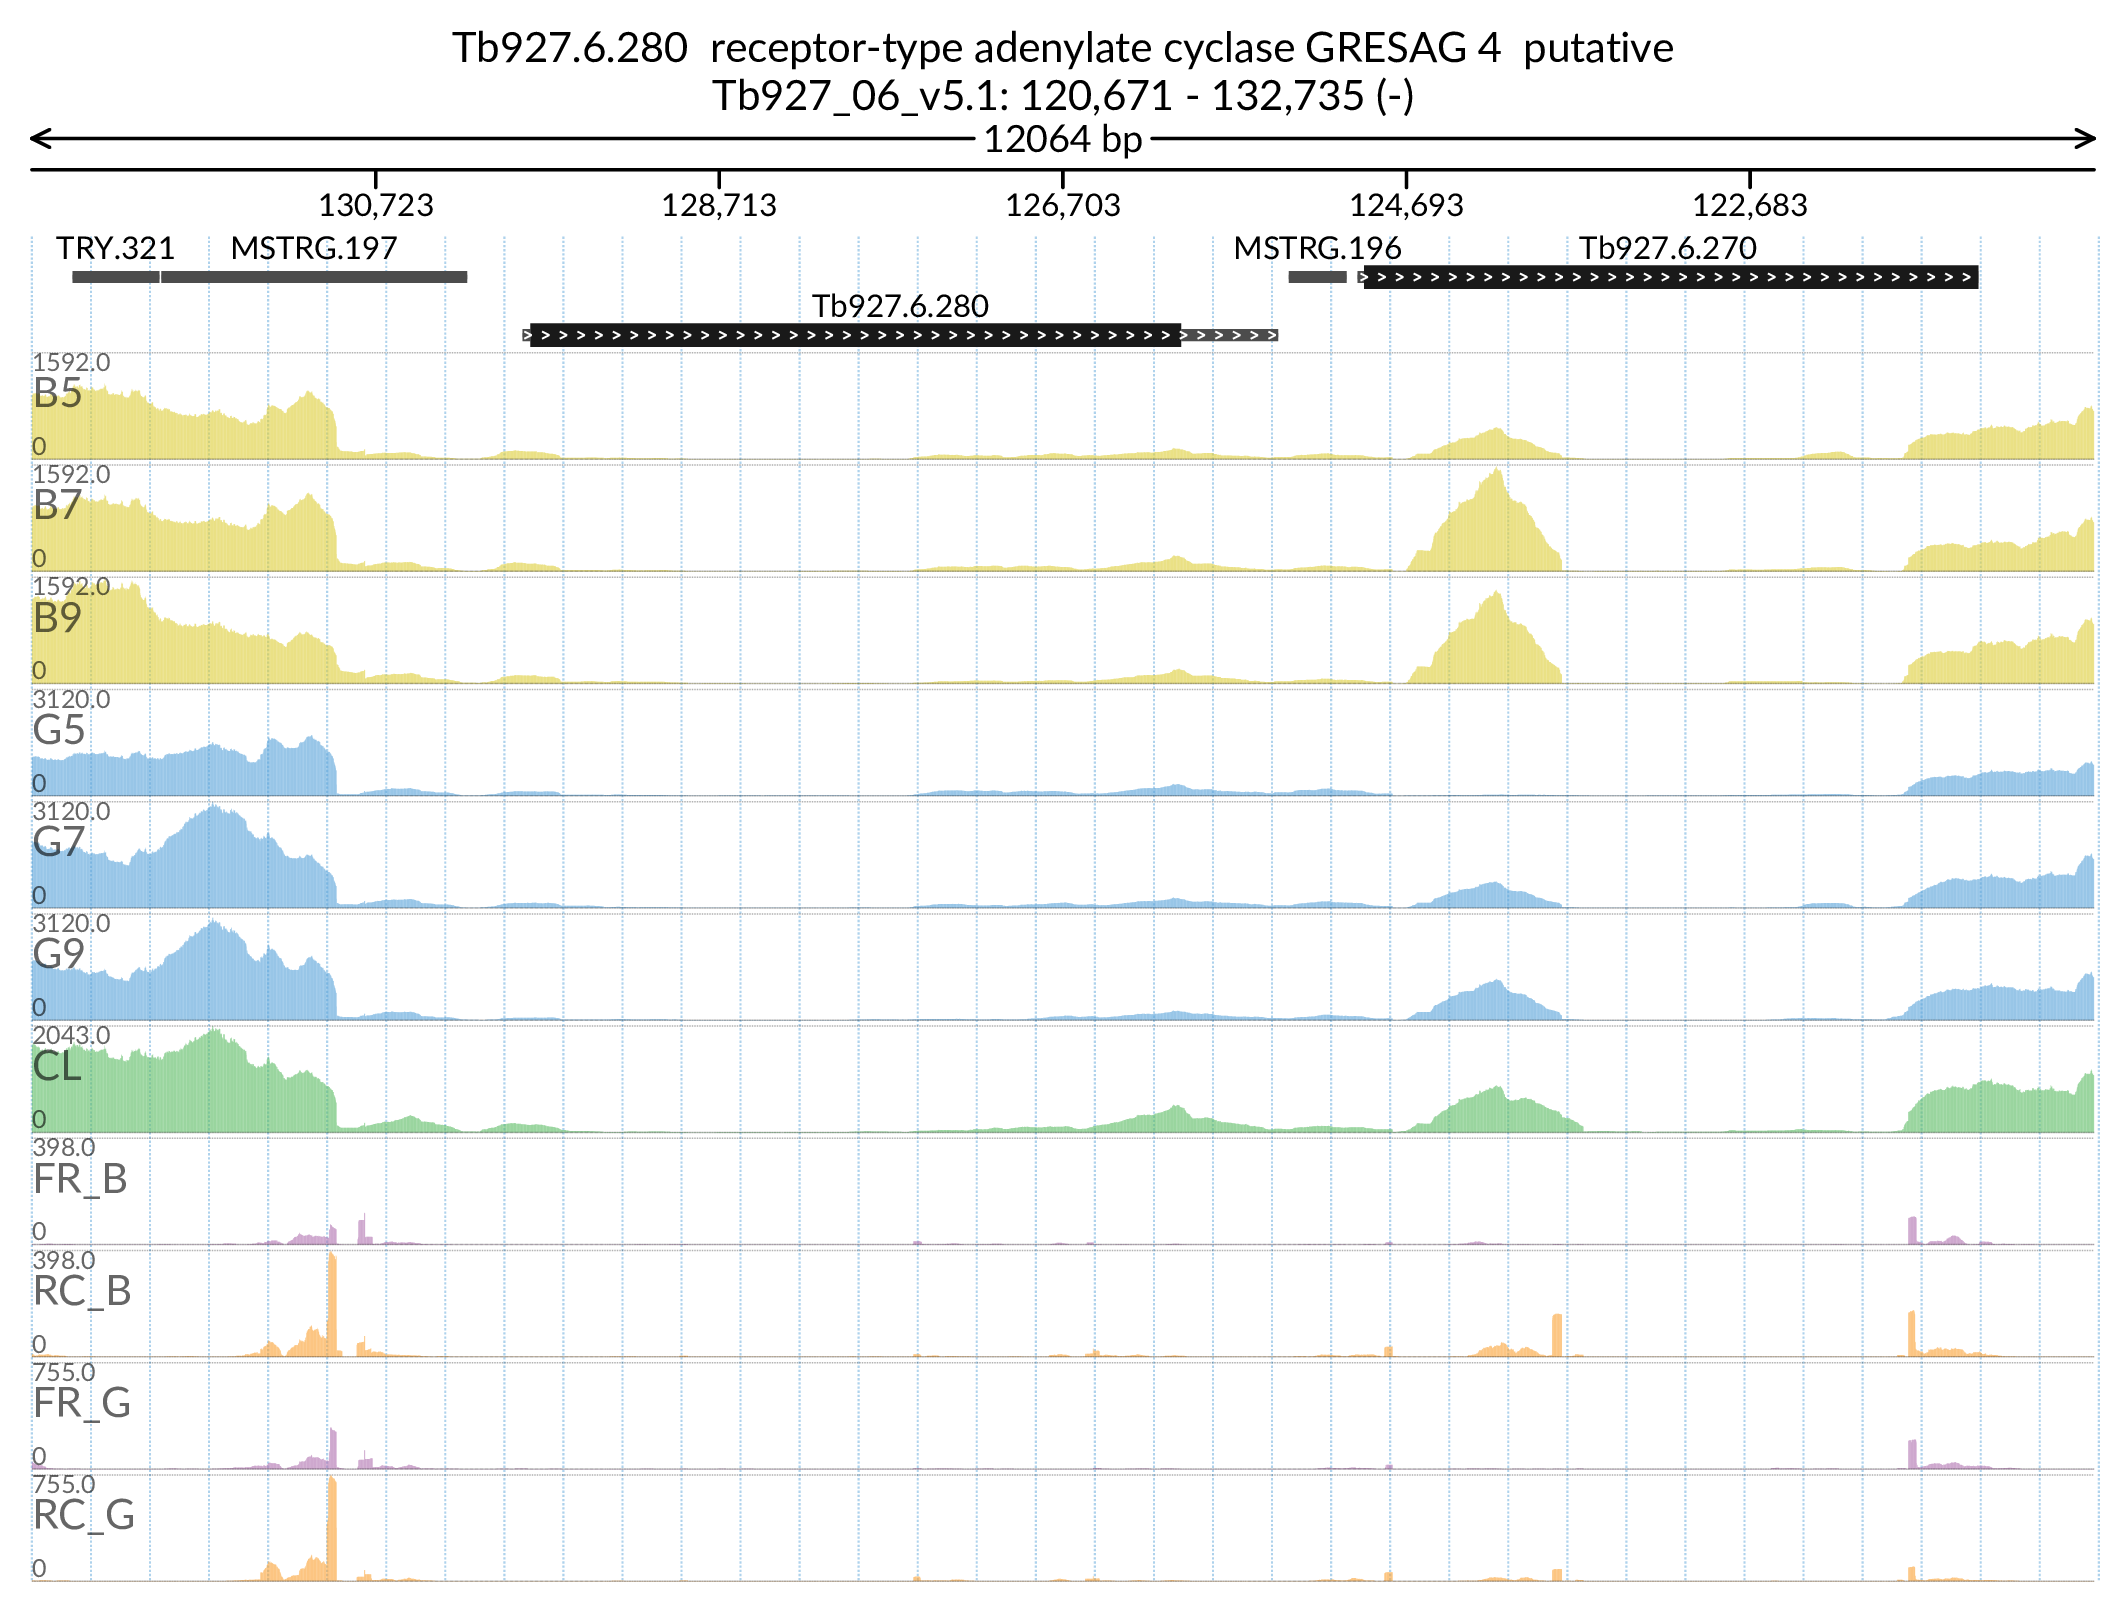 Tb927.6.280  receptor-type adenylate cyclase GRESAG 4  putative
Tb927_06_v5.1: 120,671 - 132,735 (-)
12064 bp
130,723 128,713 126,703 124,693 122,683
TRY.321 MSTRG.197 MSTRG.196 Tb927.6.270
Tb927.6.280
1592.0
B5
0
1592.0
B7
0
1592.0
B9
0
3120.0
G5
0
3120.0
G7
0
3120.0
G9
0
2043.0
CL
0
398.0
FR_B
0
398.0
RC_B
0
755.0
FR_G
0
755.0
RC_G
0